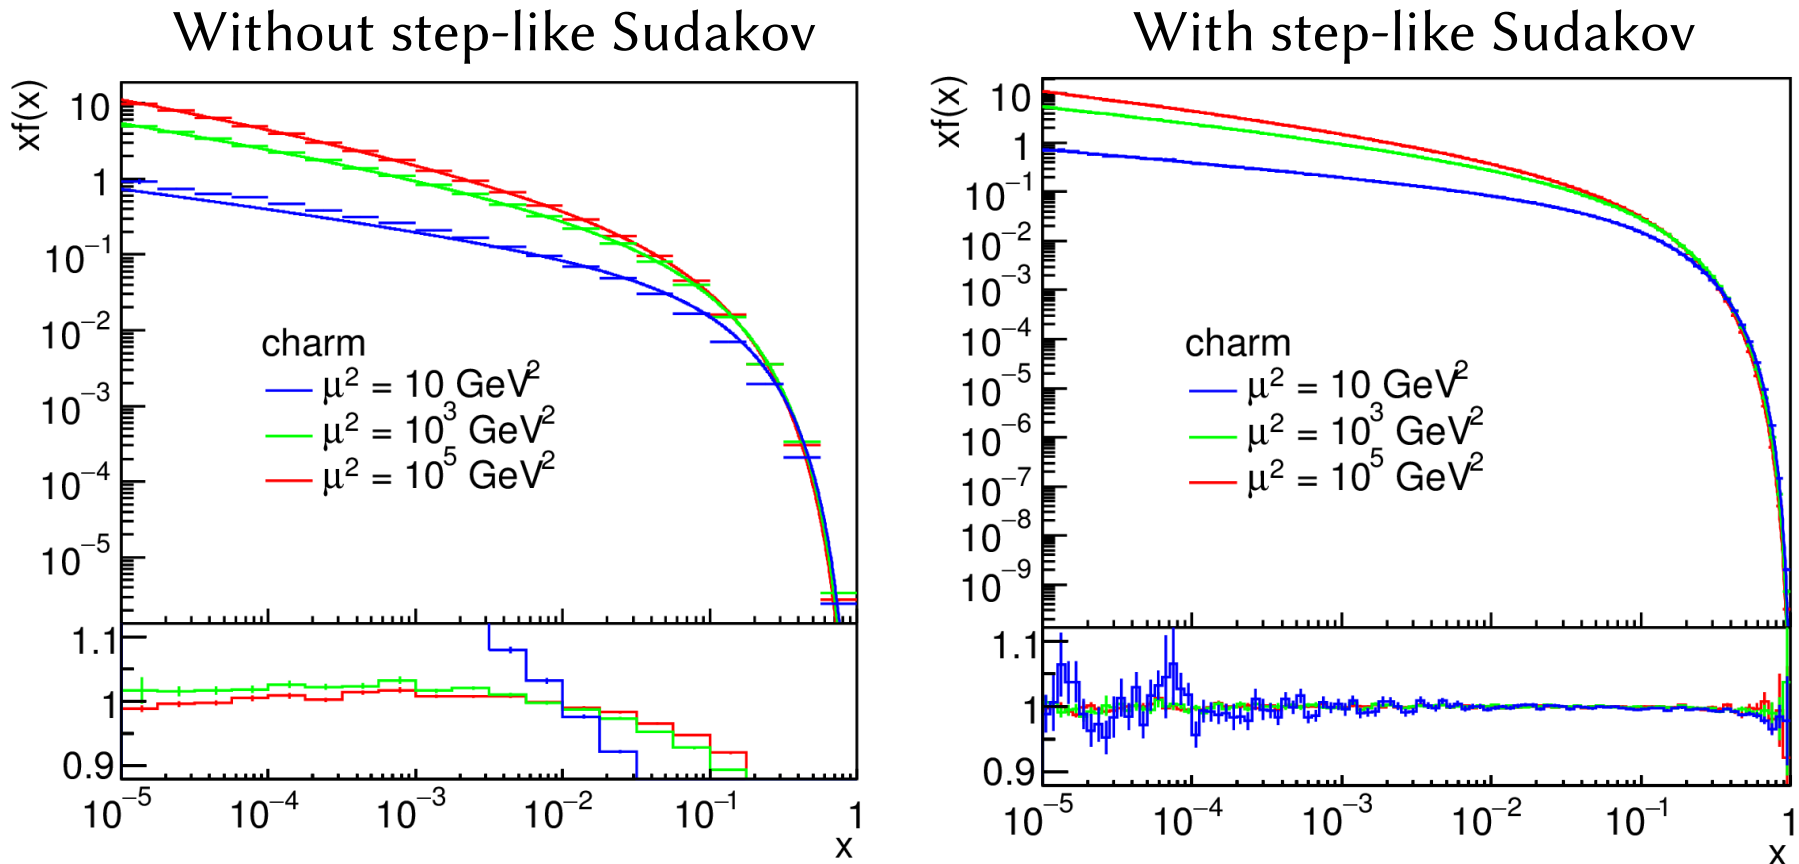 Without step-like Sudakov
xf(x)
10
1
10⁻¹
10⁻²
10⁻³
10⁻⁴
10⁻⁵
charm
μ² = 10 GeV²
μ² = 10³ GeV²
μ² = 10⁵ GeV²
1.1
1
0.9
10⁻⁵ 10⁻⁴ 10⁻³ 10⁻² 10⁻¹ 1
x
With step-like Sudakov
xf(x)
10
1
10⁻¹
10⁻²
10⁻³
10⁻⁴
10⁻⁵
10⁻⁶
10⁻⁷
10⁻⁸
10⁻⁹
charm
μ² = 10 GeV²
μ² = 10³ GeV²
μ² = 10⁵ GeV²
1.1
1
0.9
10⁻⁵ 10⁻⁴ 10⁻³ 10⁻² 10⁻¹ 1
x